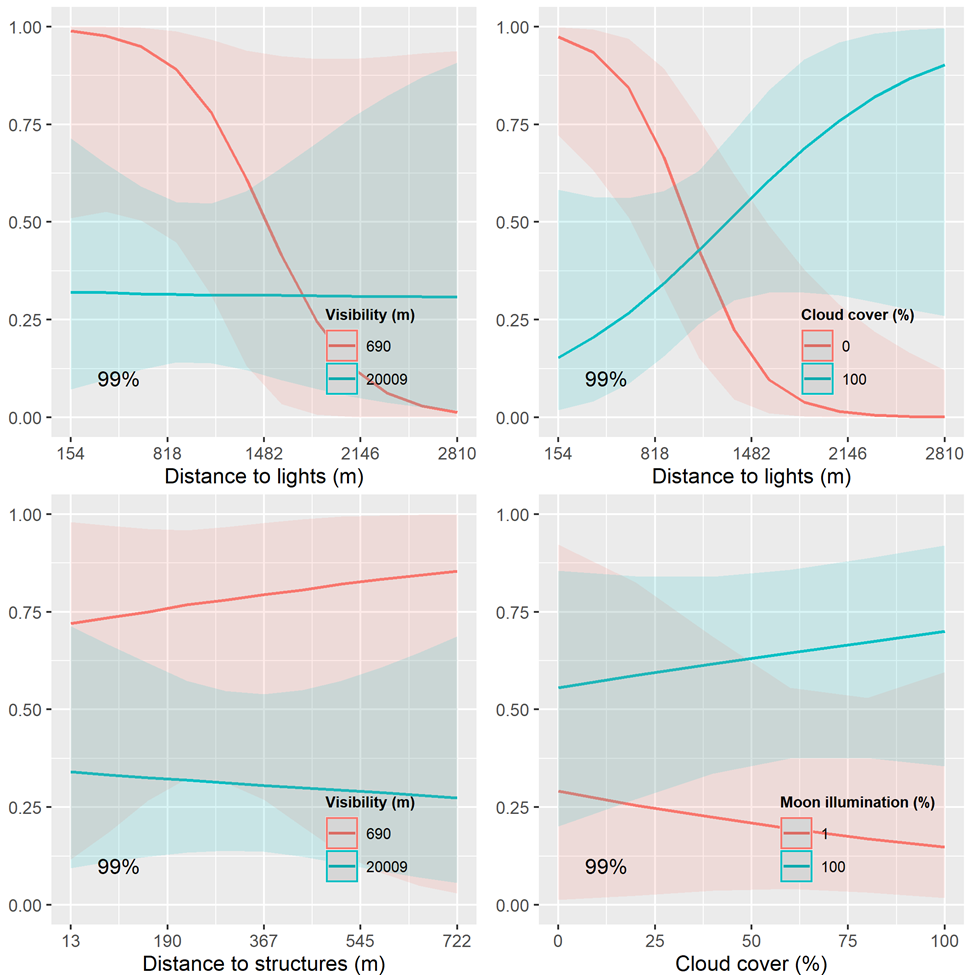 1.00
0.75
0.50
0.25
0.00
Visibility (m)
690
20009
99%
154 818 1482 2146 2810
Distance to lights (m)
1.00
0.75
0.50
0.25
0.00
Cloud cover (%)
0
100
99%
154 818 1482 2146 2810
Distance to lights (m)
1.00
0.75
0.50
0.25
0.00
Visibility (m)
690
20009
99%
13 190 367 545 722
Distance to structures (m)
1.00
0.75
0.50
0.25
0.00
Moon illumination (%)
1
100
99%
0 25 50 75 100
Cloud cover (%)